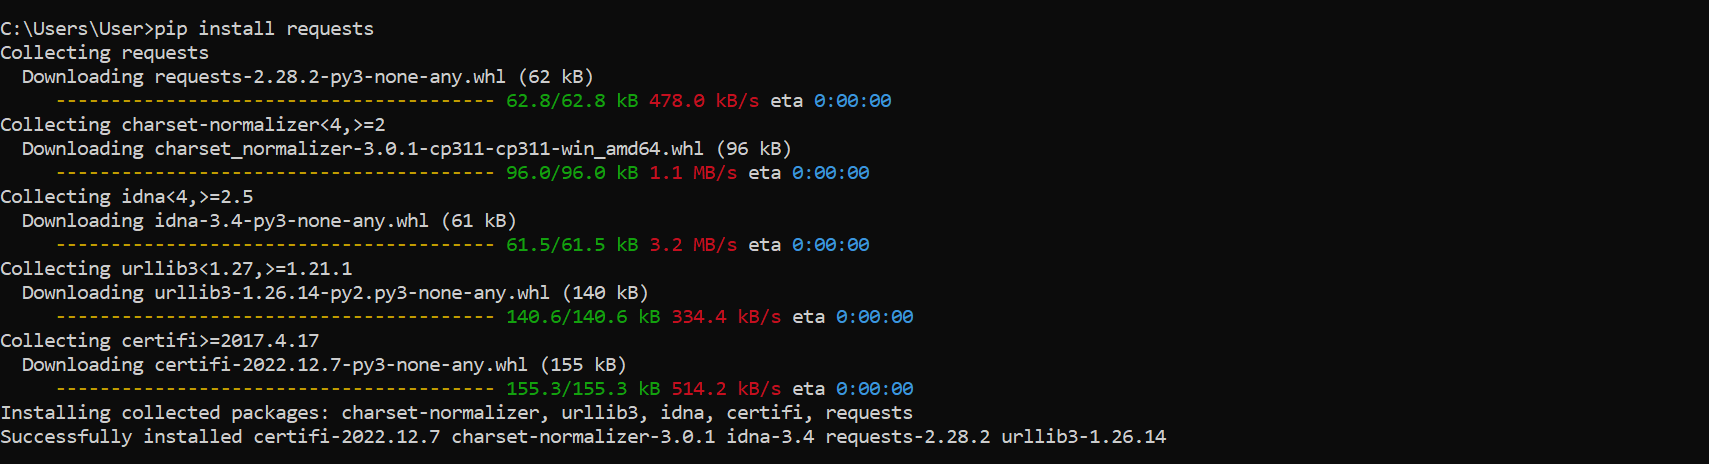 C:\Users\User>pip install requests
Collecting requests
  Downloading requests-2.28.2-py3-none-any.whl (62 kB)
     ---------------------------------------- 62.8/62.8 kB 478.0 kB/s eta 0:00:00
Collecting charset-normalizer<4,>=2
  Downloading charset_normalizer-3.0.1-cp311-cp311-win_amd64.whl (96 kB)
     ---------------------------------------- 96.0/96.0 kB 1.1 MB/s eta 0:00:00
Collecting idna<4,>=2.5
  Downloading idna-3.4-py3-none-any.whl (61 kB)
     ---------------------------------------- 61.5/61.5 kB 3.2 MB/s eta 0:00:00
Collecting urllib3<1.27,>=1.21.1
  Downloading urllib3-1.26.14-py2.py3-none-any.whl (140 kB)
     ---------------------------------------- 140.6/140.6 kB 334.4 kB/s eta 0:00:00
Collecting certifi>=2017.4.17
  Downloading certifi-2022.12.7-py3-none-any.whl (155 kB)
     ---------------------------------------- 155.3/155.3 kB 514.2 kB/s eta 0:00:00
Installing collected packages: charset-normalizer, urllib3, idna, certifi, requests
Successfully installed certifi-2022.12.7 charset-normalizer-3.0.1 idna-3.4 requests-2.28.2 urllib3-1.26.14